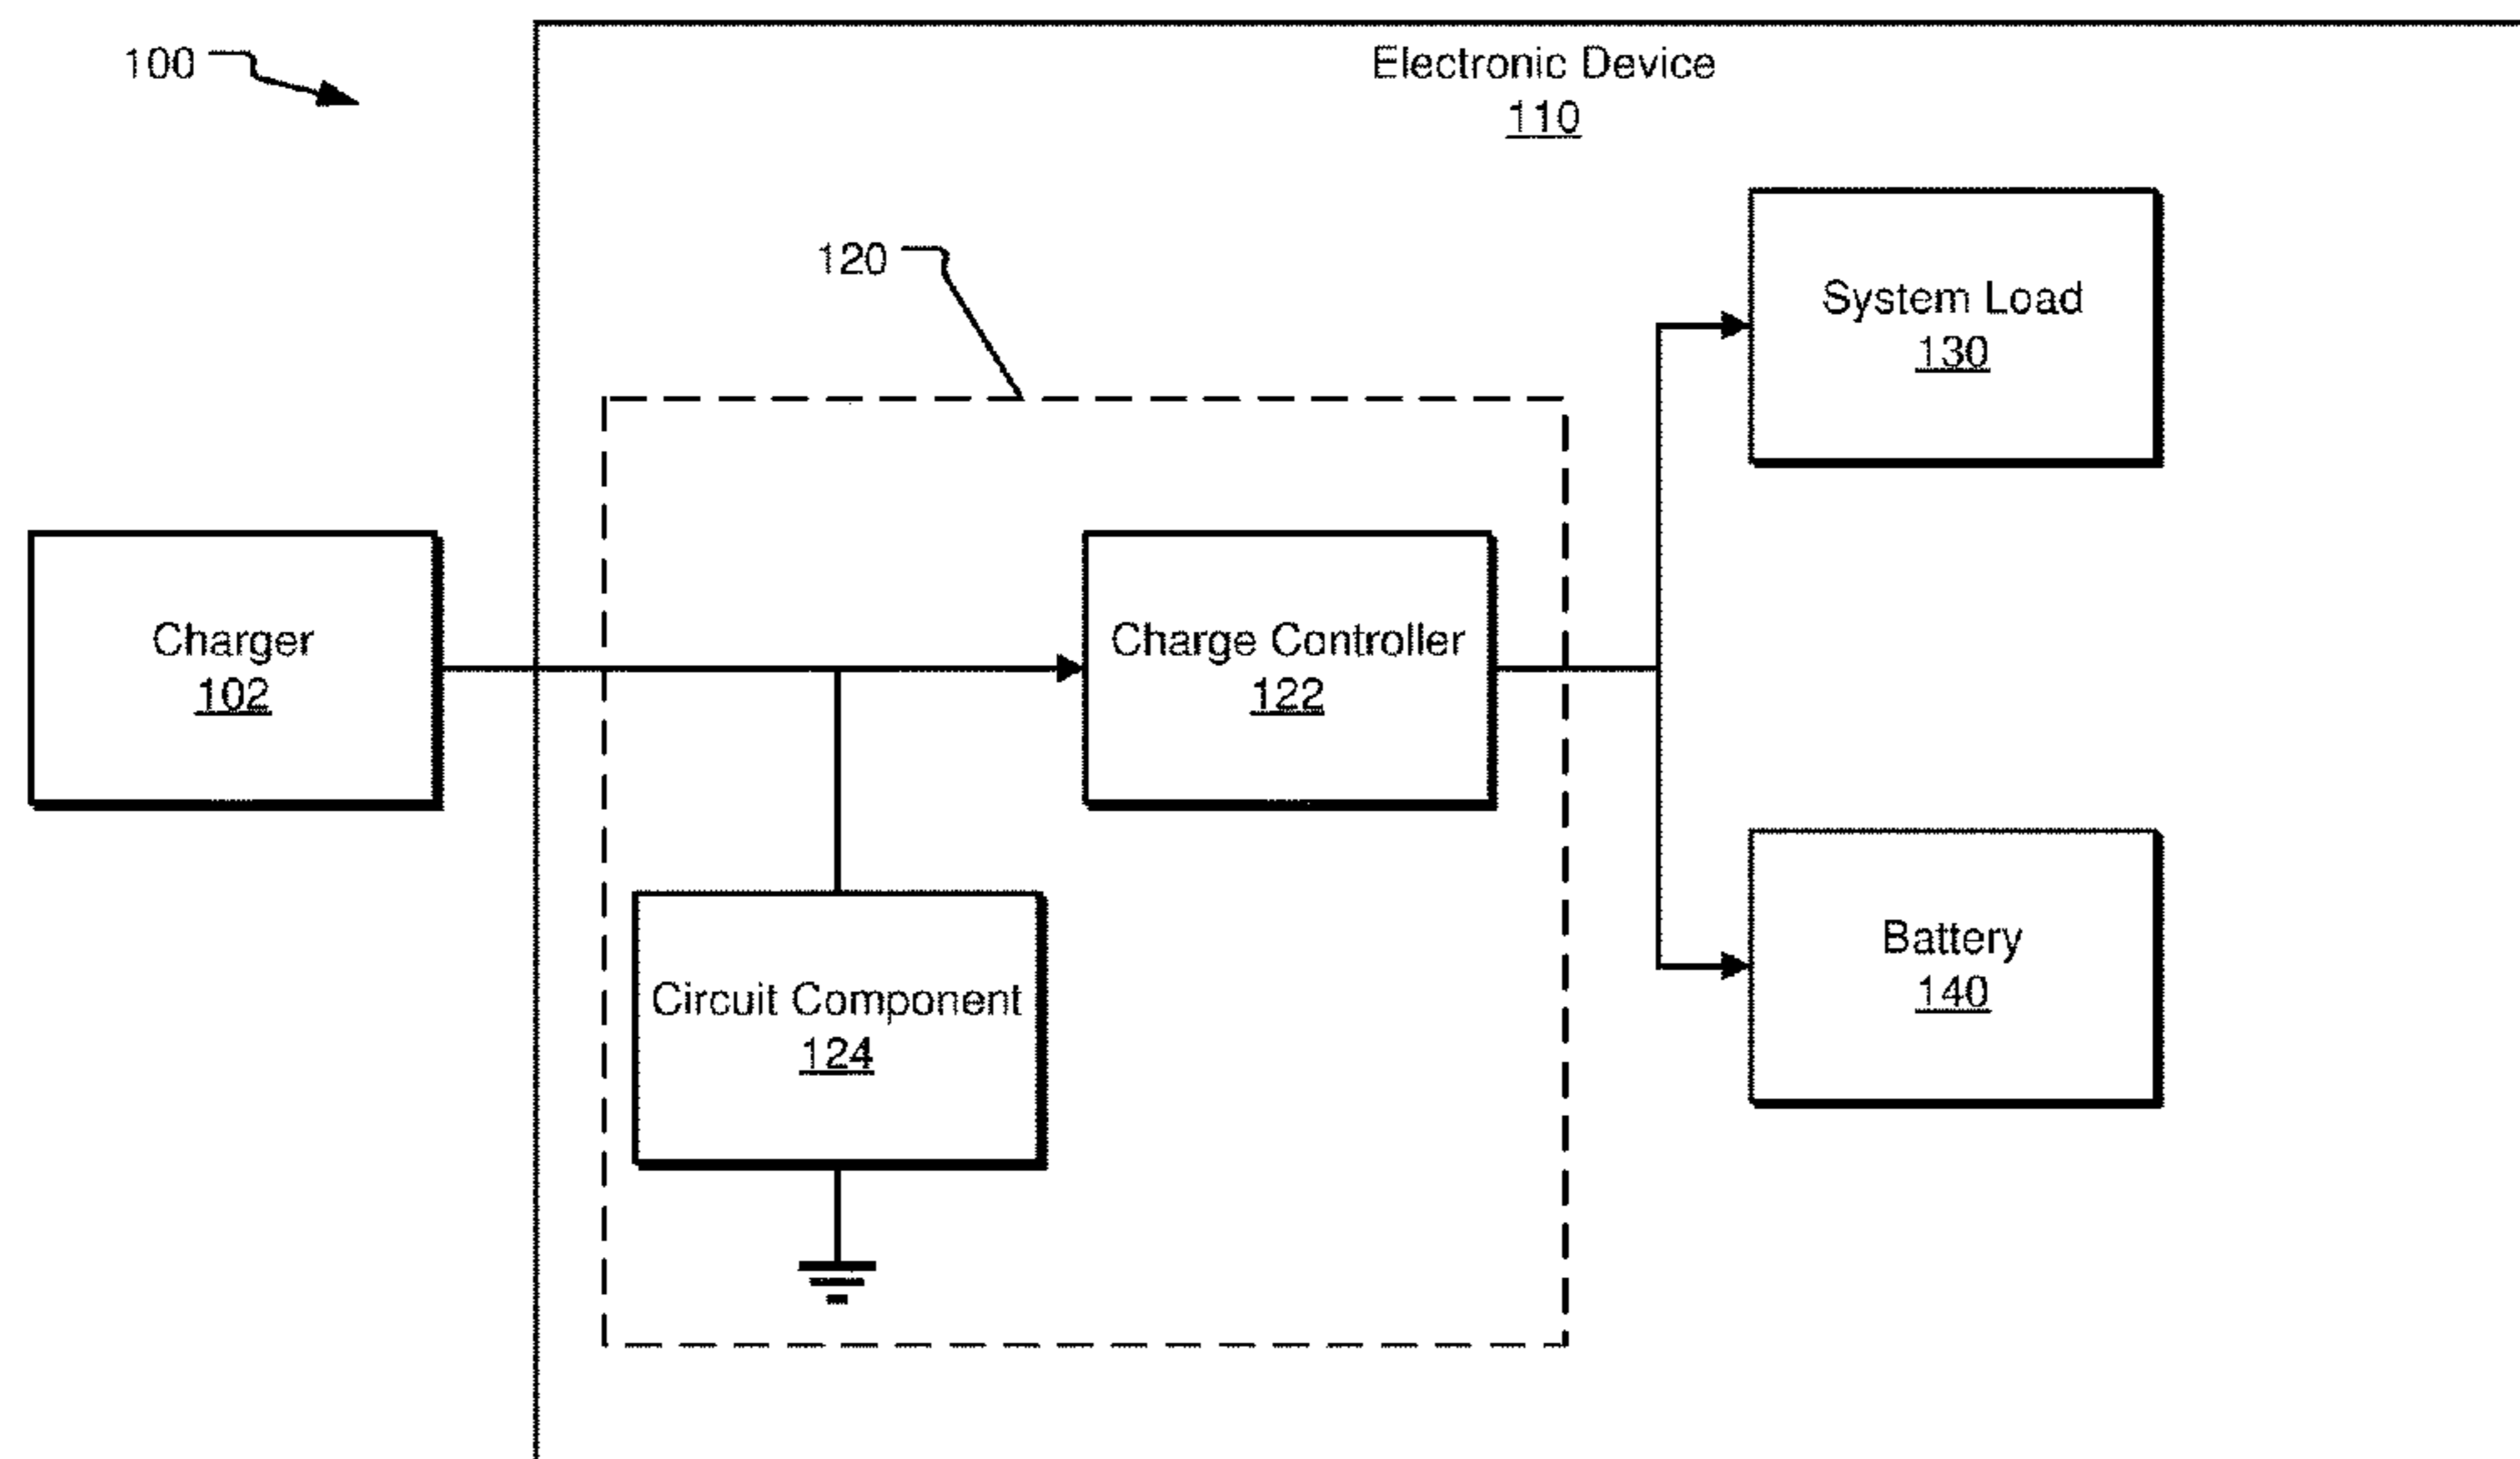 100
Electronic Device
110
120
System Load
130
Charger
102
Charge Controller
122
Circuit Component
124
Battery
140